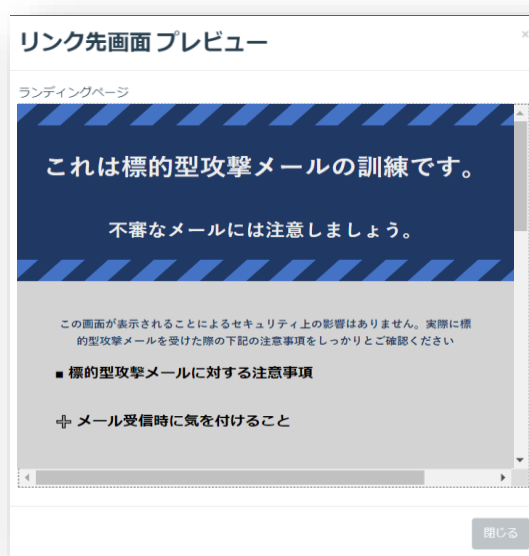 リンク先画面 プレビュー
×
ランディングページ
これは標的型攻撃メールの訓練です。
不審なメールには注意しましょう。
この画面が表示されることによるセキュリティ上の影響はありません。実際に標
的型攻撃メールを受けた際の下記の注意事項をしっかりとご確認ください
■ 標的型攻撃メールに対する注意事項
メール受信時に気を付けること
閉じる